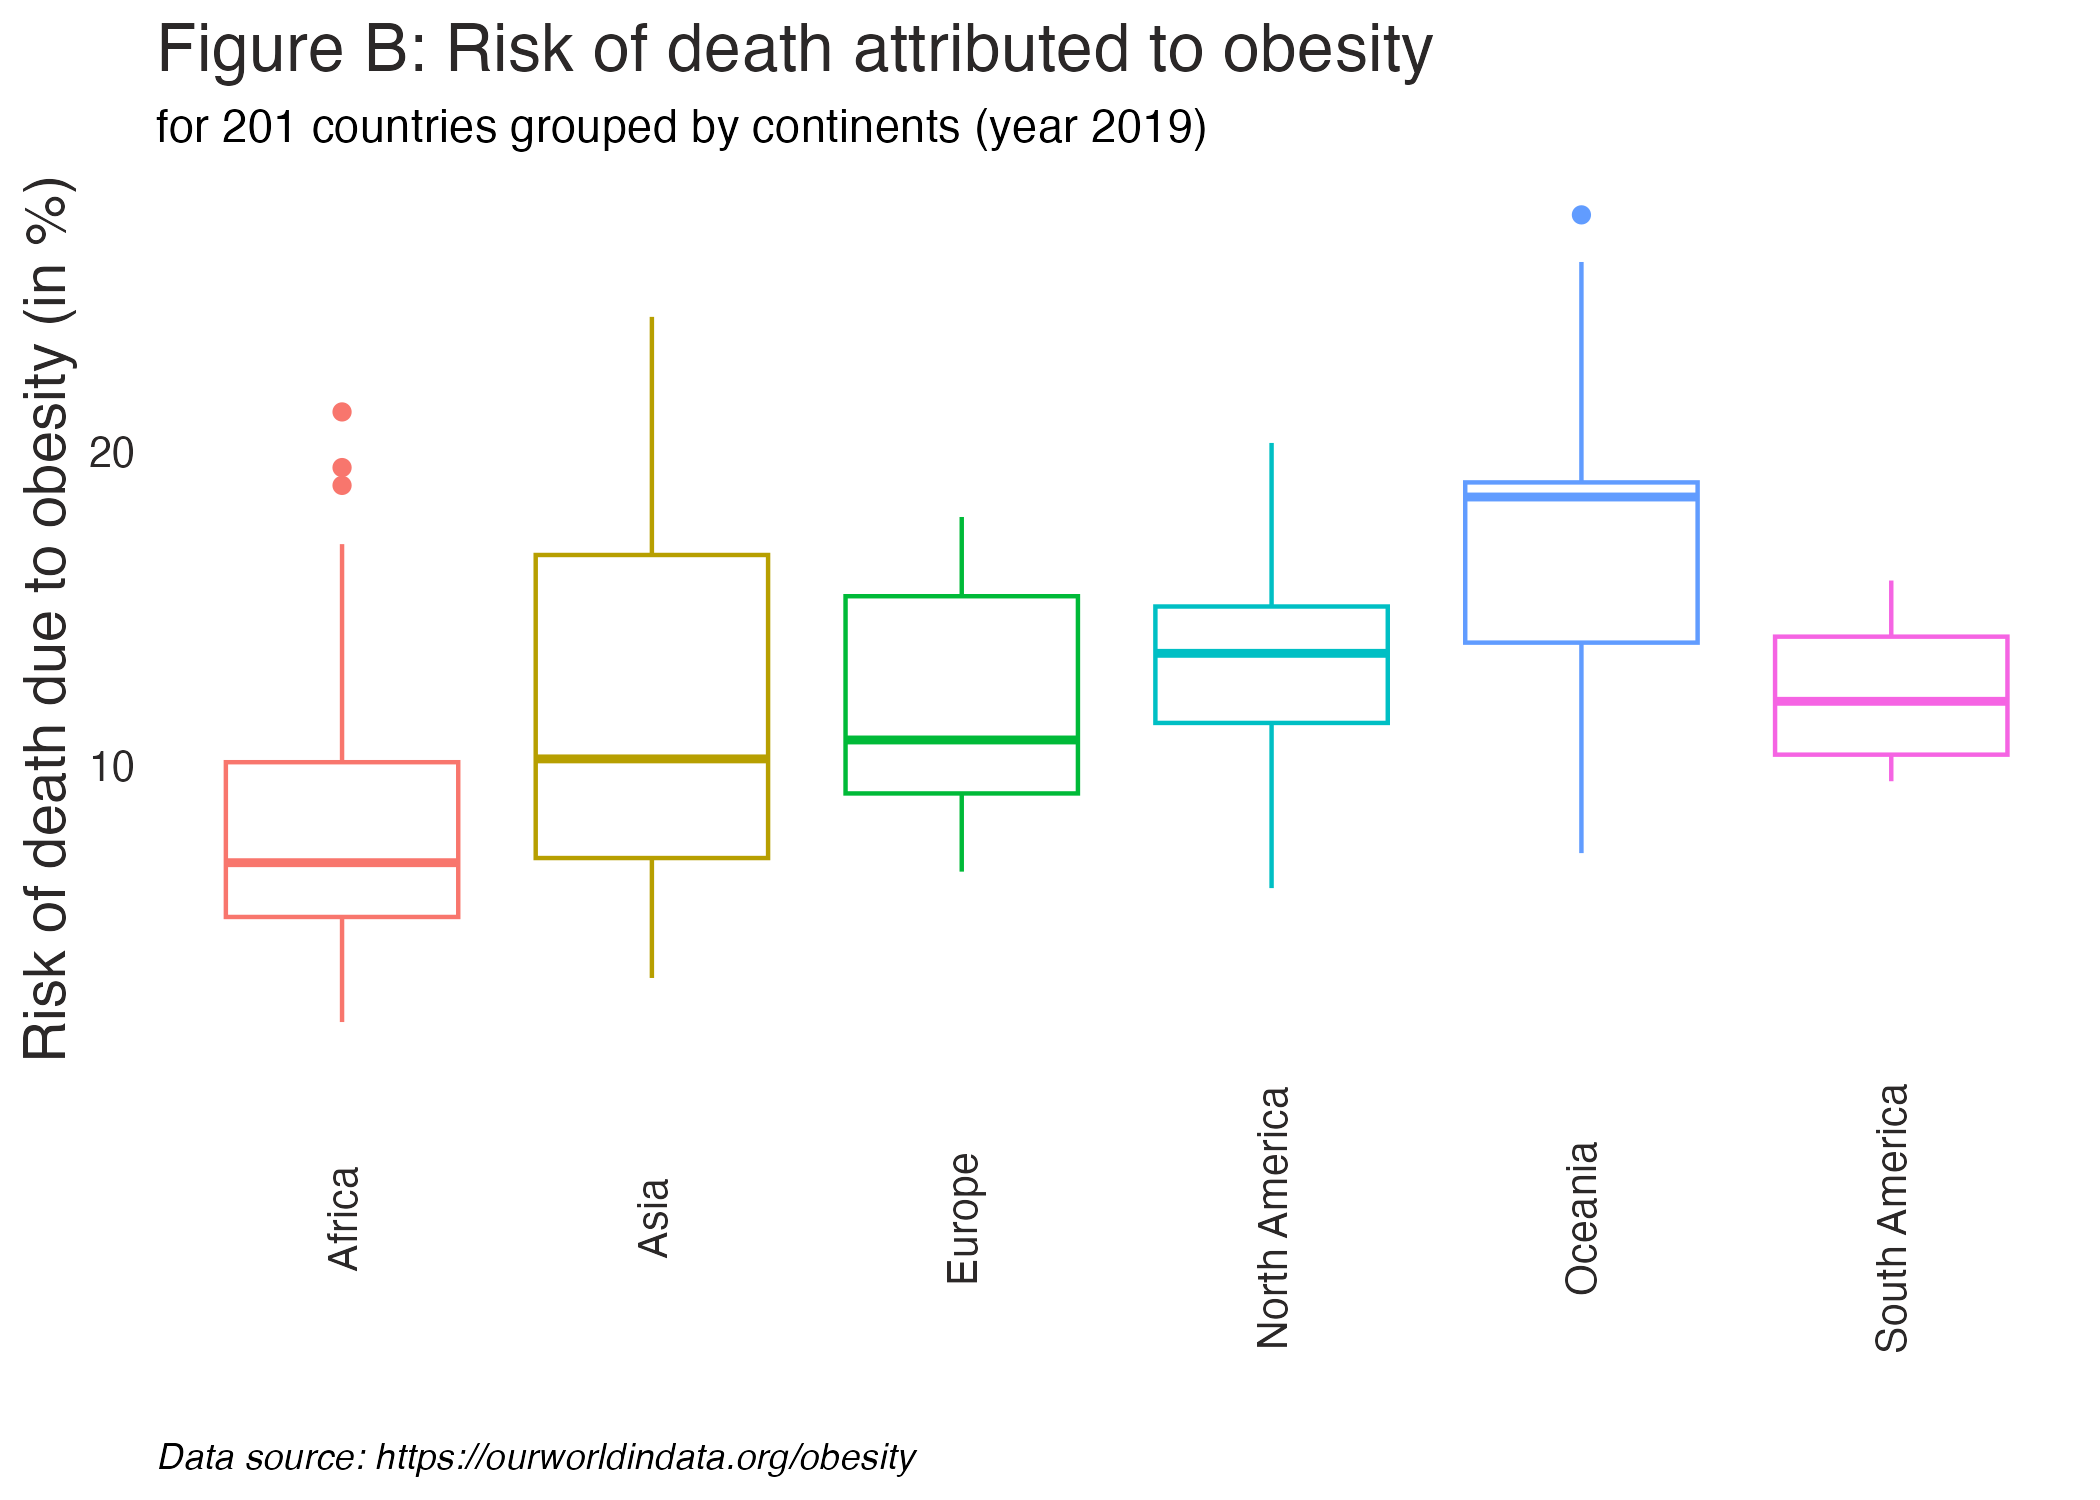 Figure B: Risk of death attributed to obesity
for 201 countries grouped by continents (year 2019)
Risk of death due to obesity (in %)
20
10
Africa
Asia
Europe
North America
Oceania
South America
Data source: https://ourworldindata.org/obesity